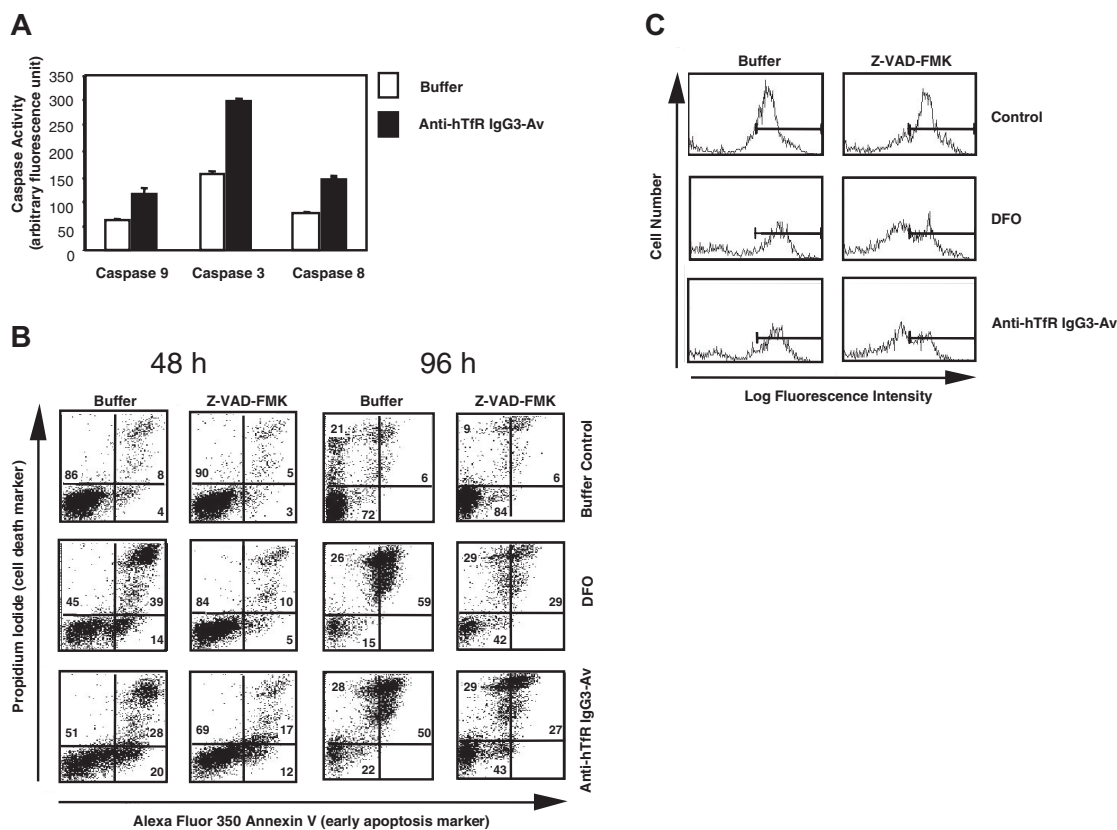 A
Caspase Activity
(arbitrary fluorescence unit)
350
300
250
200
150
100
50
0
Caspase 9 Caspase 3 Caspase 8
Buffer
Anti-hTfR IgG3-Av
B
48 h 96 h
Buffer Z-VAD-FMK Buffer Z-VAD-FMK
Propidium Iodide (cell death marker)
86 8 90 5 21 6 9 6
4 3 72 84
Buffer Control
45 39 84 10 26 59 29 29
14 5 15 42
DFO
51 28 69 17 28 50 29 27
20 12 22 43
Anti-hTfR IgG3-Av
Alexa Fluor 350 Annexin V (early apoptosis marker)
C
Buffer Z-VAD-FMK
Cell Number
Control
DFO
Anti-hTfR IgG3-Av
Log Fluorescence Intensity